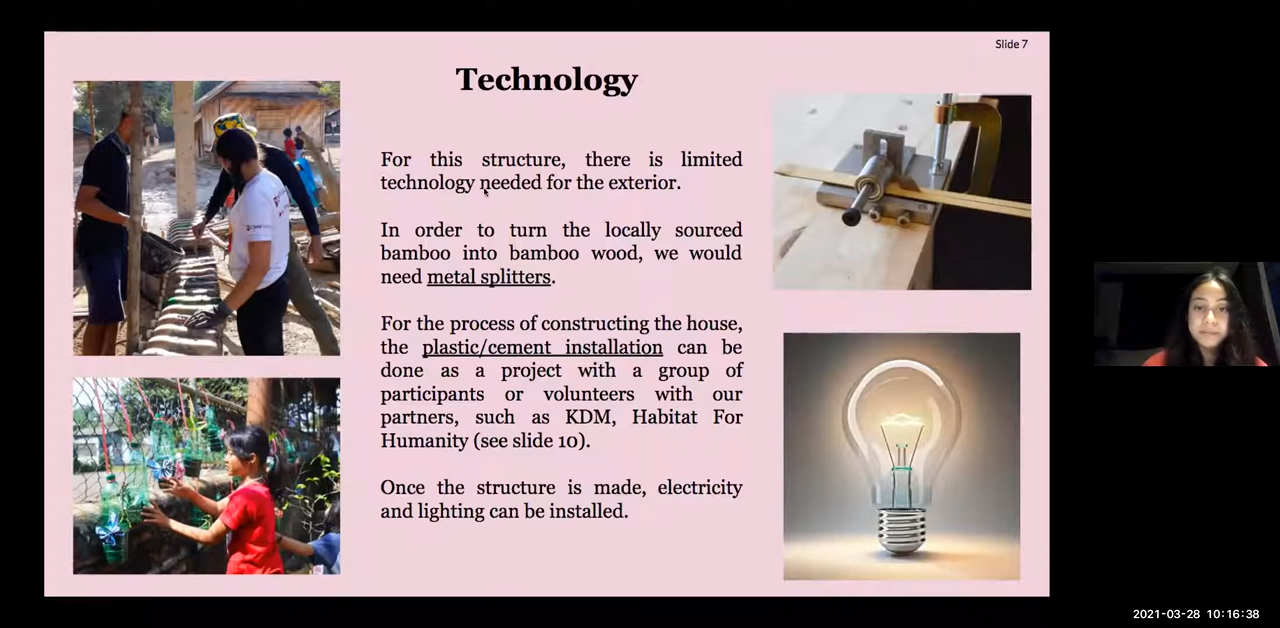 Slide 7
Technology
For this structure, there is limited
technology needed for the exterior.
In order to turn the locally sourced
bamboo into bamboo wood, we would
need metal splitters.
For the process of constructing the house,
the plastic/cement installation can be
done as a project with a group of
participants or volunteers with our
partners, such as KDM, Habitat For
Humanity (see slide 10).
Once the structure is made, electricity
and lighting can be installed.
2021-03-28 10:16:38